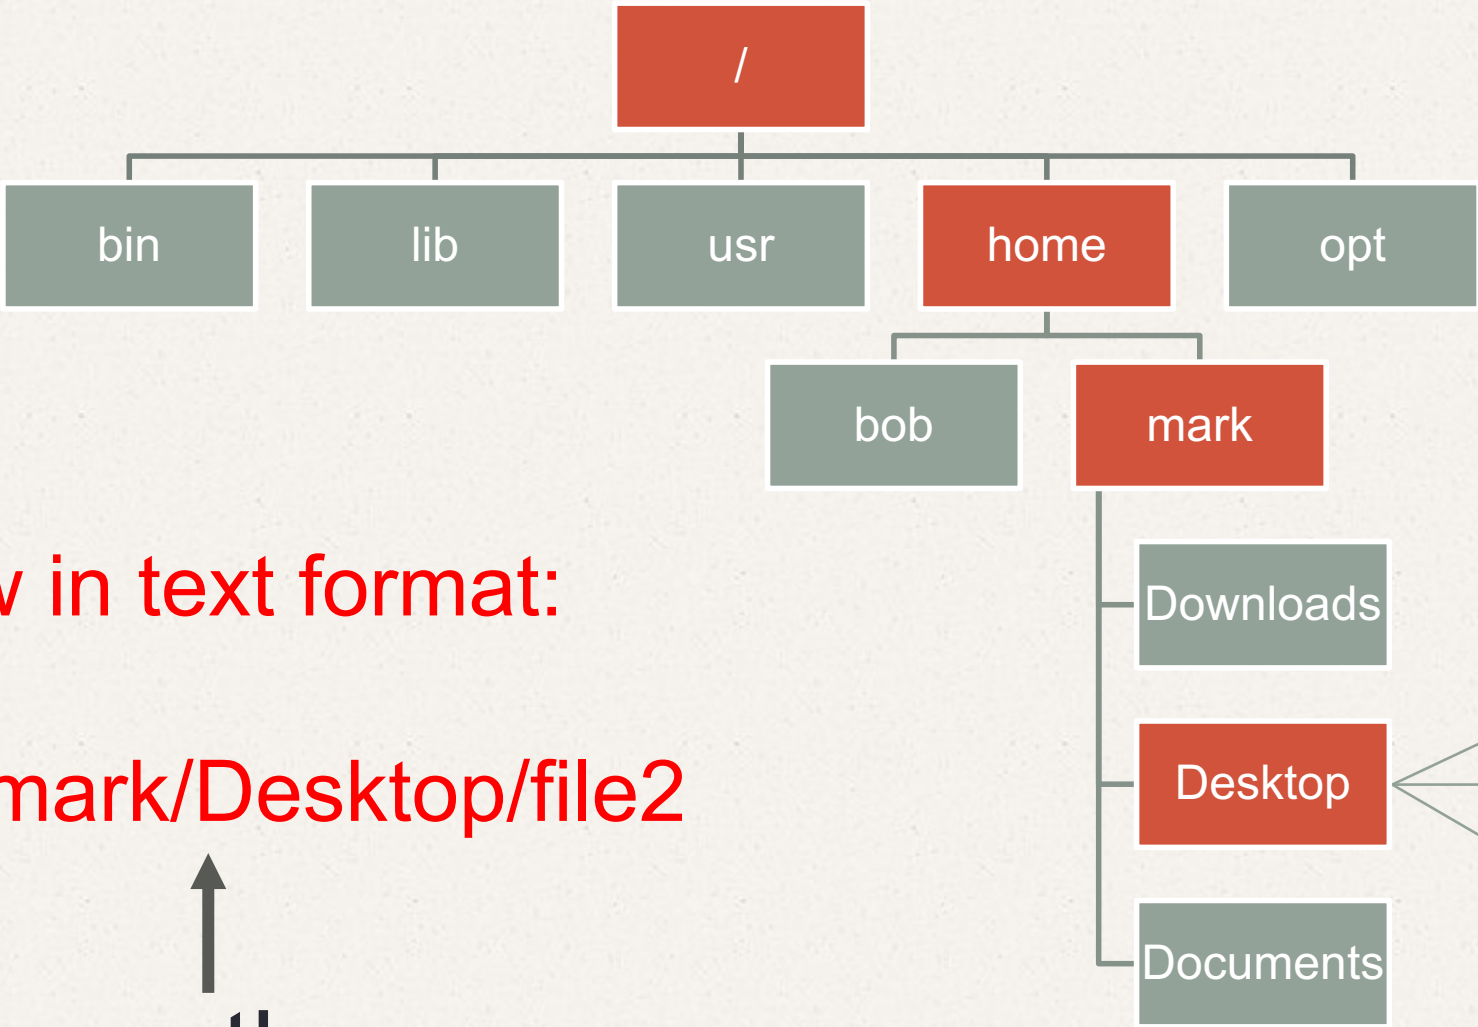 /
bin lib usr home opt
bob mark
in text format:
Downloads
mark/Desktop/file2
Desktop
Documents